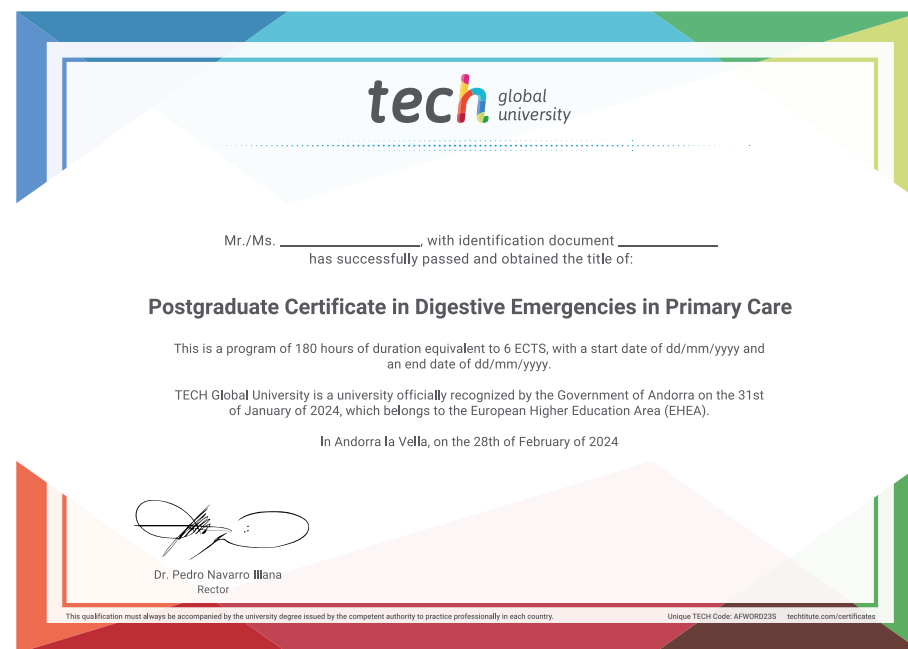 tech global university
Mr./Ms. ____________, with identification document ____________
has successfully passed and obtained the title of:
Postgraduate Certificate in Digestive Emergencies in Primary Care
This is a program of 180 hours of duration equivalent to 6 ECTS, with a start date of dd/mm/yyyy and
an end date of dd/mm/yyyy.
TECH Global University is a university officially recognized by the Government of Andorra on the 31st
of January of 2024, which belongs to the European Higher Education Area (EHEA).
In Andorra la Vella, on the 28th of February of 2024
Dr. Pedro Navarro Illana
Rector
This qualification must always be accompanied by the university degree issued by the competent authority to practice professionally in each country. Unique TECH Code: AFWORD23S techtitute.com/certificates